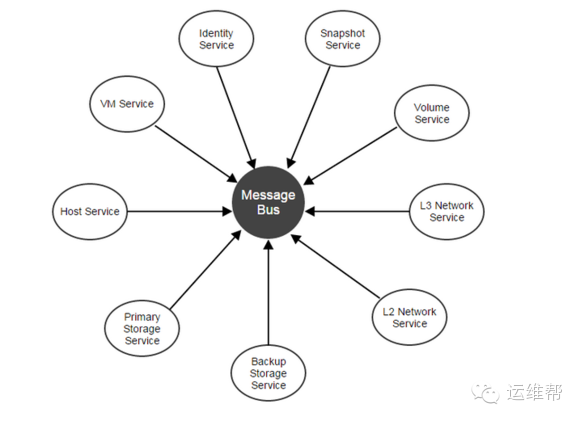 Identity
Service
Snapshot
Service
VM Service
Volume
Service
Message
Bus
Host Service
L3 Network
Service
Primary
Storage
Service
L2 Network
Service
Backup
Storage
Service
运维帮